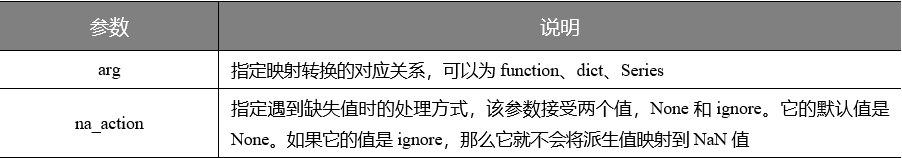 参数 说明
arg 指定映射转换的对应关系，可以为 function、dict、Series
指定遇到缺失值时的处理方式，该参数接受两个值，None 和 ignore。它的默认值是
na_action
None。如果它的值是 ignore，那么它就不会将派生值映射到 NaN 值